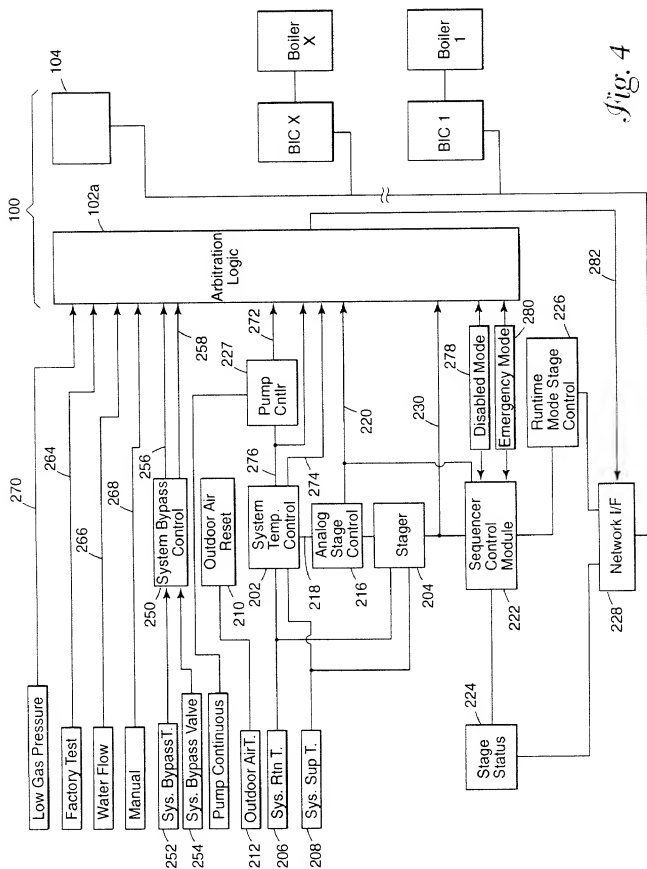 100
104
102a
Arbitration
Logic
Boiler
X
BIC X
Boiler
1
BIC 1
Fig. 4
270
264
266
268
256
258
272
227
Pump
Cntlr
276
274
220
230
278
Disabled Mode
Emergency Mode
280
226
Runtime
Mode Stage
Control
282
250
System Bypass
Control
210
Outdoor Air
Reset
202
System
Temp.
Control
218
Analog
Stage
Control
216
Stager
204
Sequencer
Control
Module
222
Network I/F
228
224
Stage
Status
Low Gas Pressure
Factory Test
Water Flow
Manual
252
Sys. BypassT.
254
Sys. Bypass Valve
Pump Continuous
212
Outdoor AirT.
206
Sys. Rtn T.
208
Sys. Sup T.